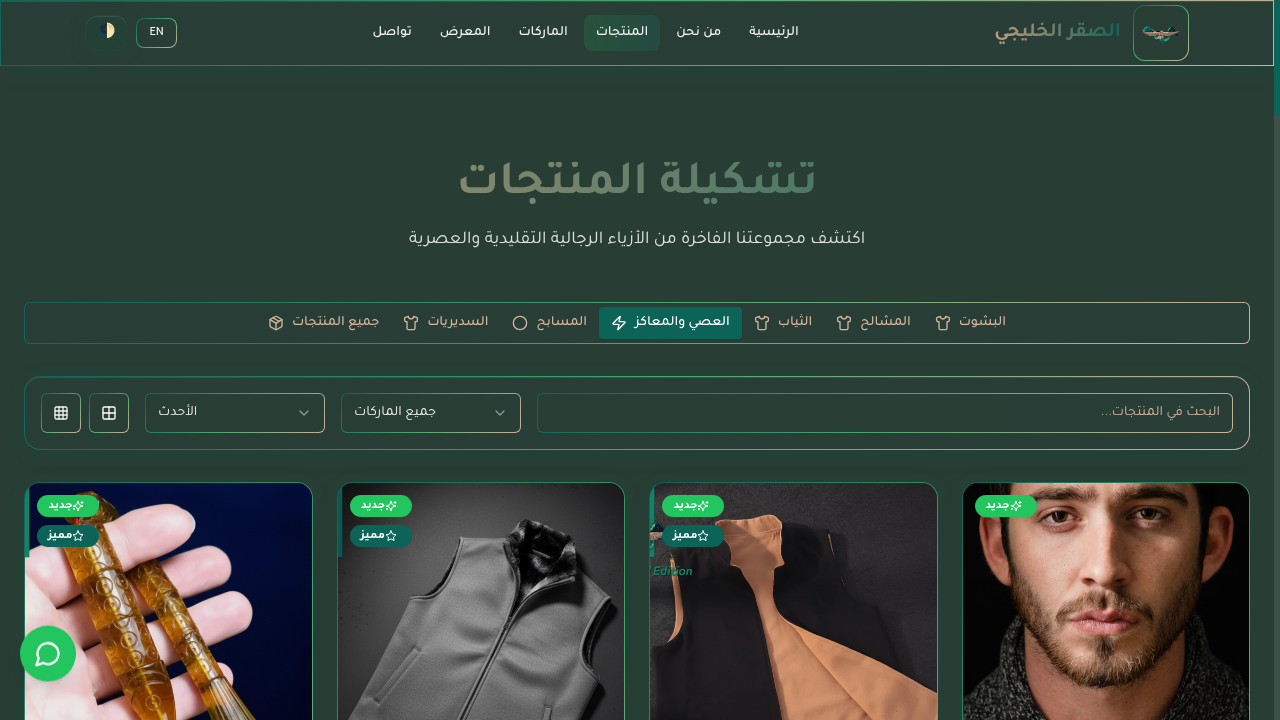 الصقر الخليجي
الرئيسية
من نحن
المنتجات
الماركات
المعرض
تواصل
EN
تشكيلة المنتجات
اكتشف مجموعتنا الفاخرة من الأزياء الرجالية التقليدية والعصرية
البشوت
المشالح
الثياب
العصي والمعاكز
المسابح
السديريات
جميع المنتجات
البحث في المنتجات...
جميع الماركات
الأحدث
جديد
جديد
مميز
Edition
جديد
مميز
جديد
مميز